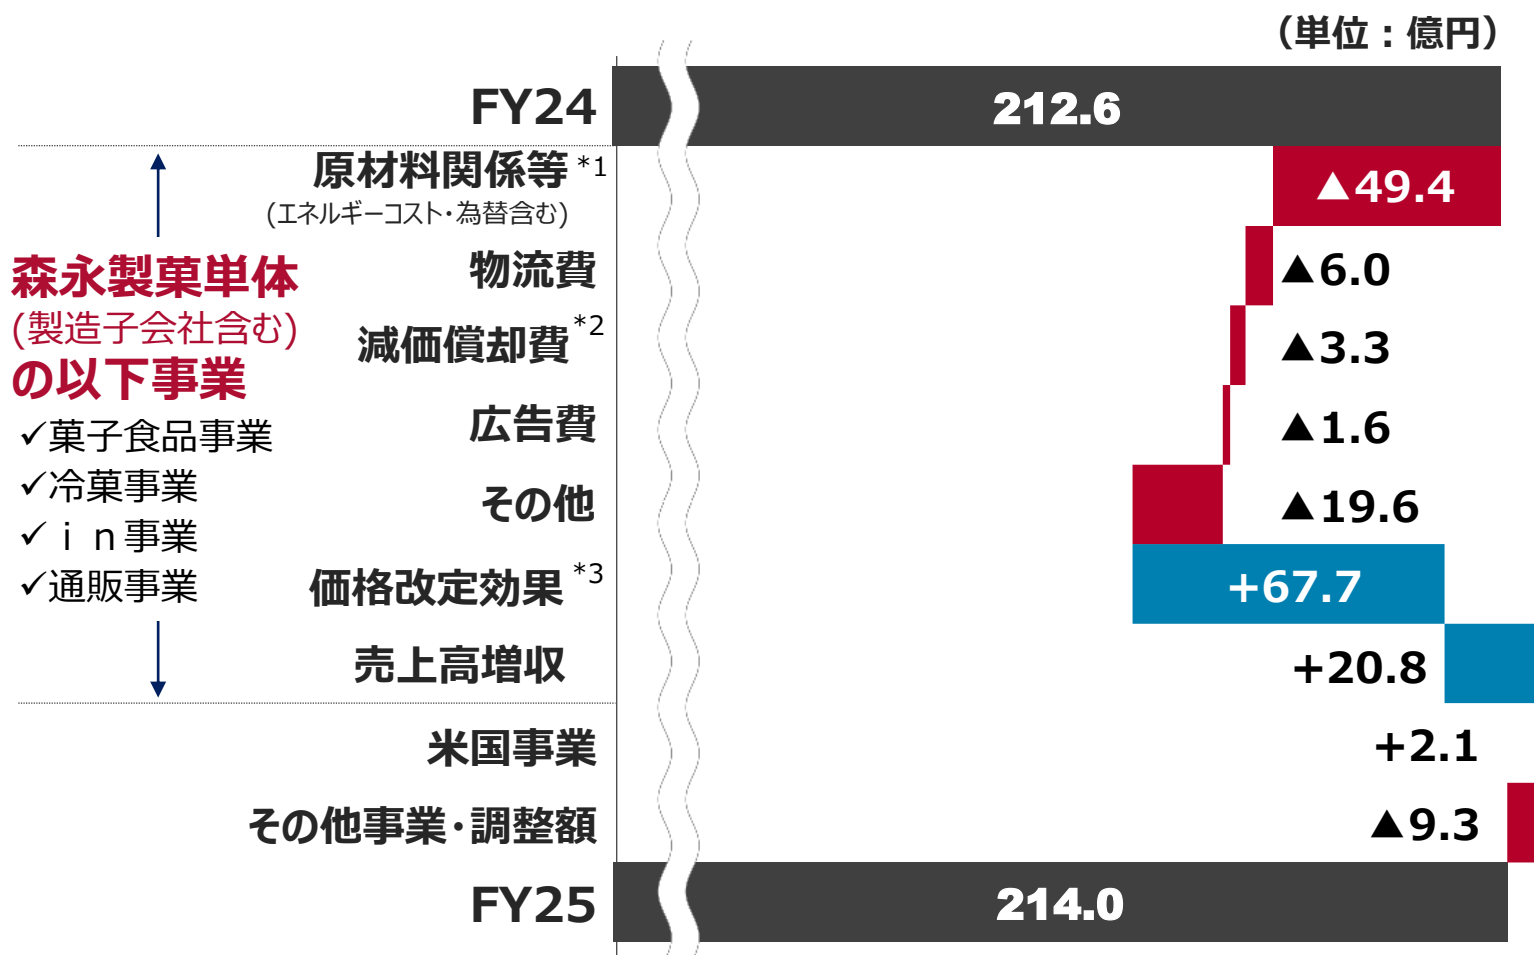 （単位：億円）
FY24
212.6
原材料関係等 *1
(エネルギーコスト・為替含む)
▲49.4
物流費
▲6.0
減価償却費 *2
▲3.3
広告費
▲1.6
その他
▲19.6
価格改定効果 *3
+67.7
売上高増収
+20.8
森永製菓単体
(製造子会社含む)
の以下事業
✓菓子食品事業
✓冷菓事業
✓ｉｎ事業
✓通販事業
米国事業
+2.1
その他事業・調整額
▲9.3
FY25
214.0